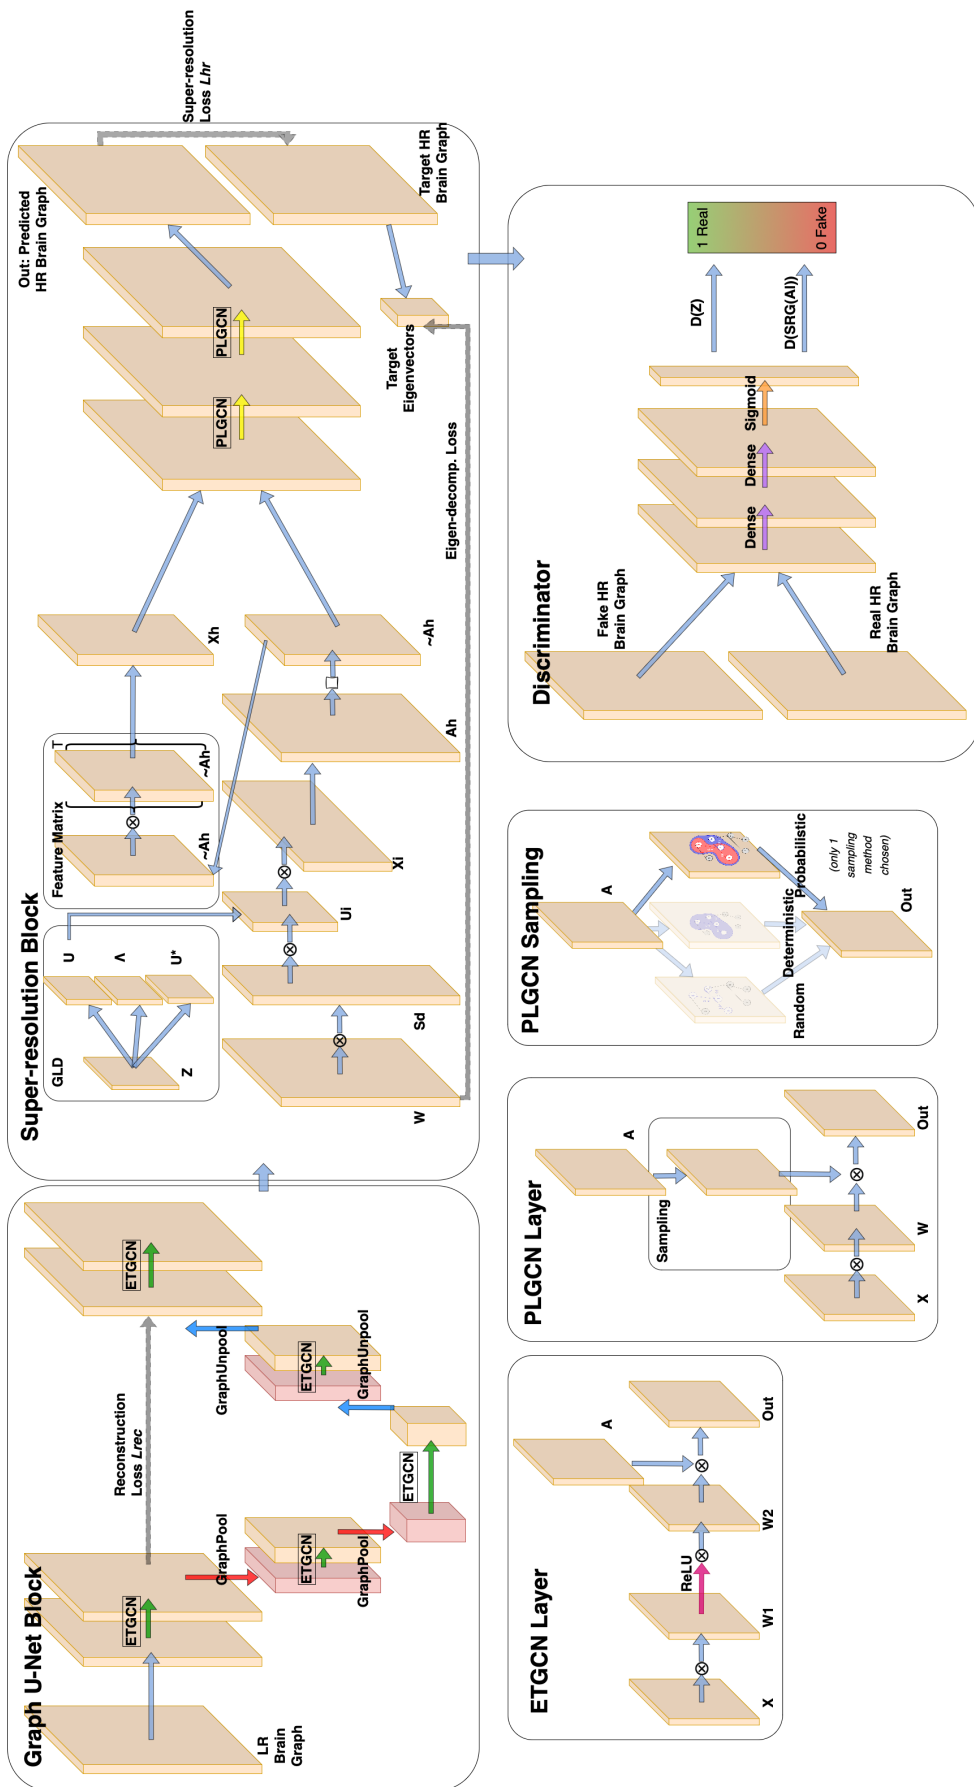 Graph U-Net Block
LR
Brain
Graph
ETGCN
Reconstruction
Loss Lrec
GraphPool
ETGCN
GraphPool
ETGCN
GraphUnpool
ETGCN
GraphUnpool
ETGCN
Super-resolution Block
GLD
Z
U
Λ
U*
Feature Matrix
T
~Ah
~Ah
Xh
W
Sd
Ui
Xi
Ah
~Ah
PLGCN
PLGCN
Out: Predicted
HR Brain Graph
Super-resolution
Loss Lhr
Target HR
Brain Graph
Target
Eigenvectors
Eigen-decomp. Loss
ETGCN Layer
X
W1
ReLU
W2
A
Out
PLGCN Layer
A
Sampling
X
W
Out
PLGCN Sampling
A
Random
Deterministic
Probabilistic
(only 1
sampling
method
chosen)
Out
Discriminator
Fake HR
Brain Graph
Real HR
Brain Graph
Dense
Dense
Sigmoid
D(Z)
D(SRG(Al))
1 Real
0 Fake